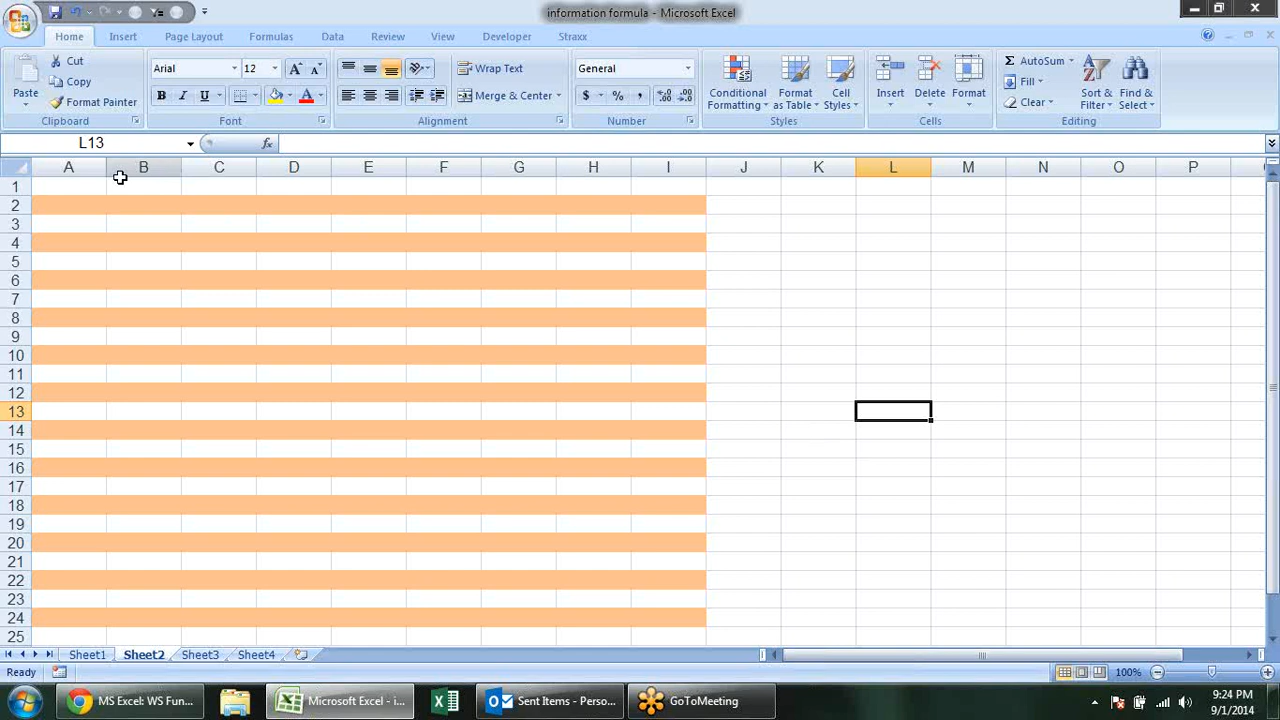 information formula - Microsoft Excel
Home Insert Page Layout Formulas Data Review View Developer Straxx
Paste Cut Arial 12 Wrap Text General Conditional Formatting Format as Table Cell Styles Insert Delete Format AutoSum Sort & Filter Find & Select
Copy Fill
Format Painter Merge & Center $ % , Clear
Clipboard Font Alignment Number Styles Cells Editing
L13 fx
A B C D E F G H I J K L M N O P
1
2
3
4
5
6
7
8
9
10
11
12
13
14
15
16
17
18
19
20
21
22
23
24
25
Sheet1 Sheet2 Sheet3 Sheet4
Ready 100%
MS Excel: WS Fun... Microsoft Excel - i... Sent Items - Perso... GoToMeeting 9:24 PM
9/1/2014